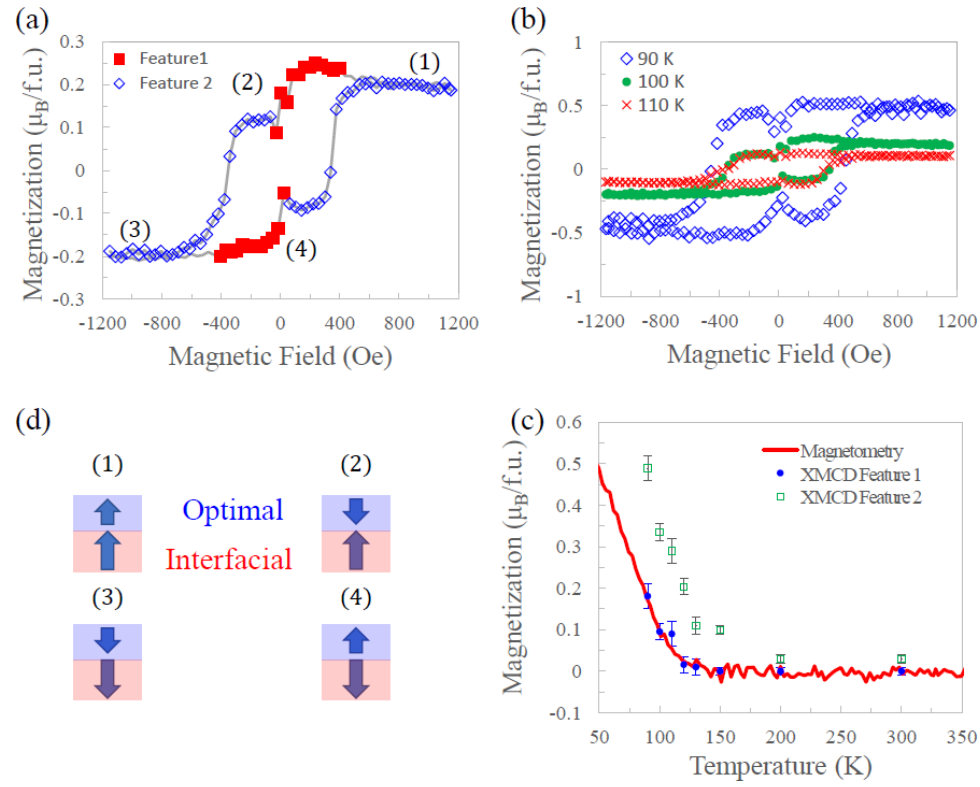 (a)
Magnetization (μB/f.u.)
0.3
0.2
0.1
0
-0.1
-0.2
-0.3
Feature1
Feature 2
(1)
(2)
(3)
(4)
-1200 -800 -400 0 400 800 1200
Magnetic Field (Oe)
(b)
Magnetization (μB/f.u.)
1
0.5
0
-0.5
-1
90 K
100 K
110 K
-1200 -800 -400 0 400 800 1200
Magnetic Field (Oe)
(d)
(1) (2)
Optimal
Interfacial
(3) (4)
(c)
Magnetization (μB/f.u.)
0.6
0.5
0.4
0.3
0.2
0.1
0
-0.1
Magnetometry
XMCD Feature 1
XMCD Feature 2
50 100 150 200 250 300 350
Temperature (K)